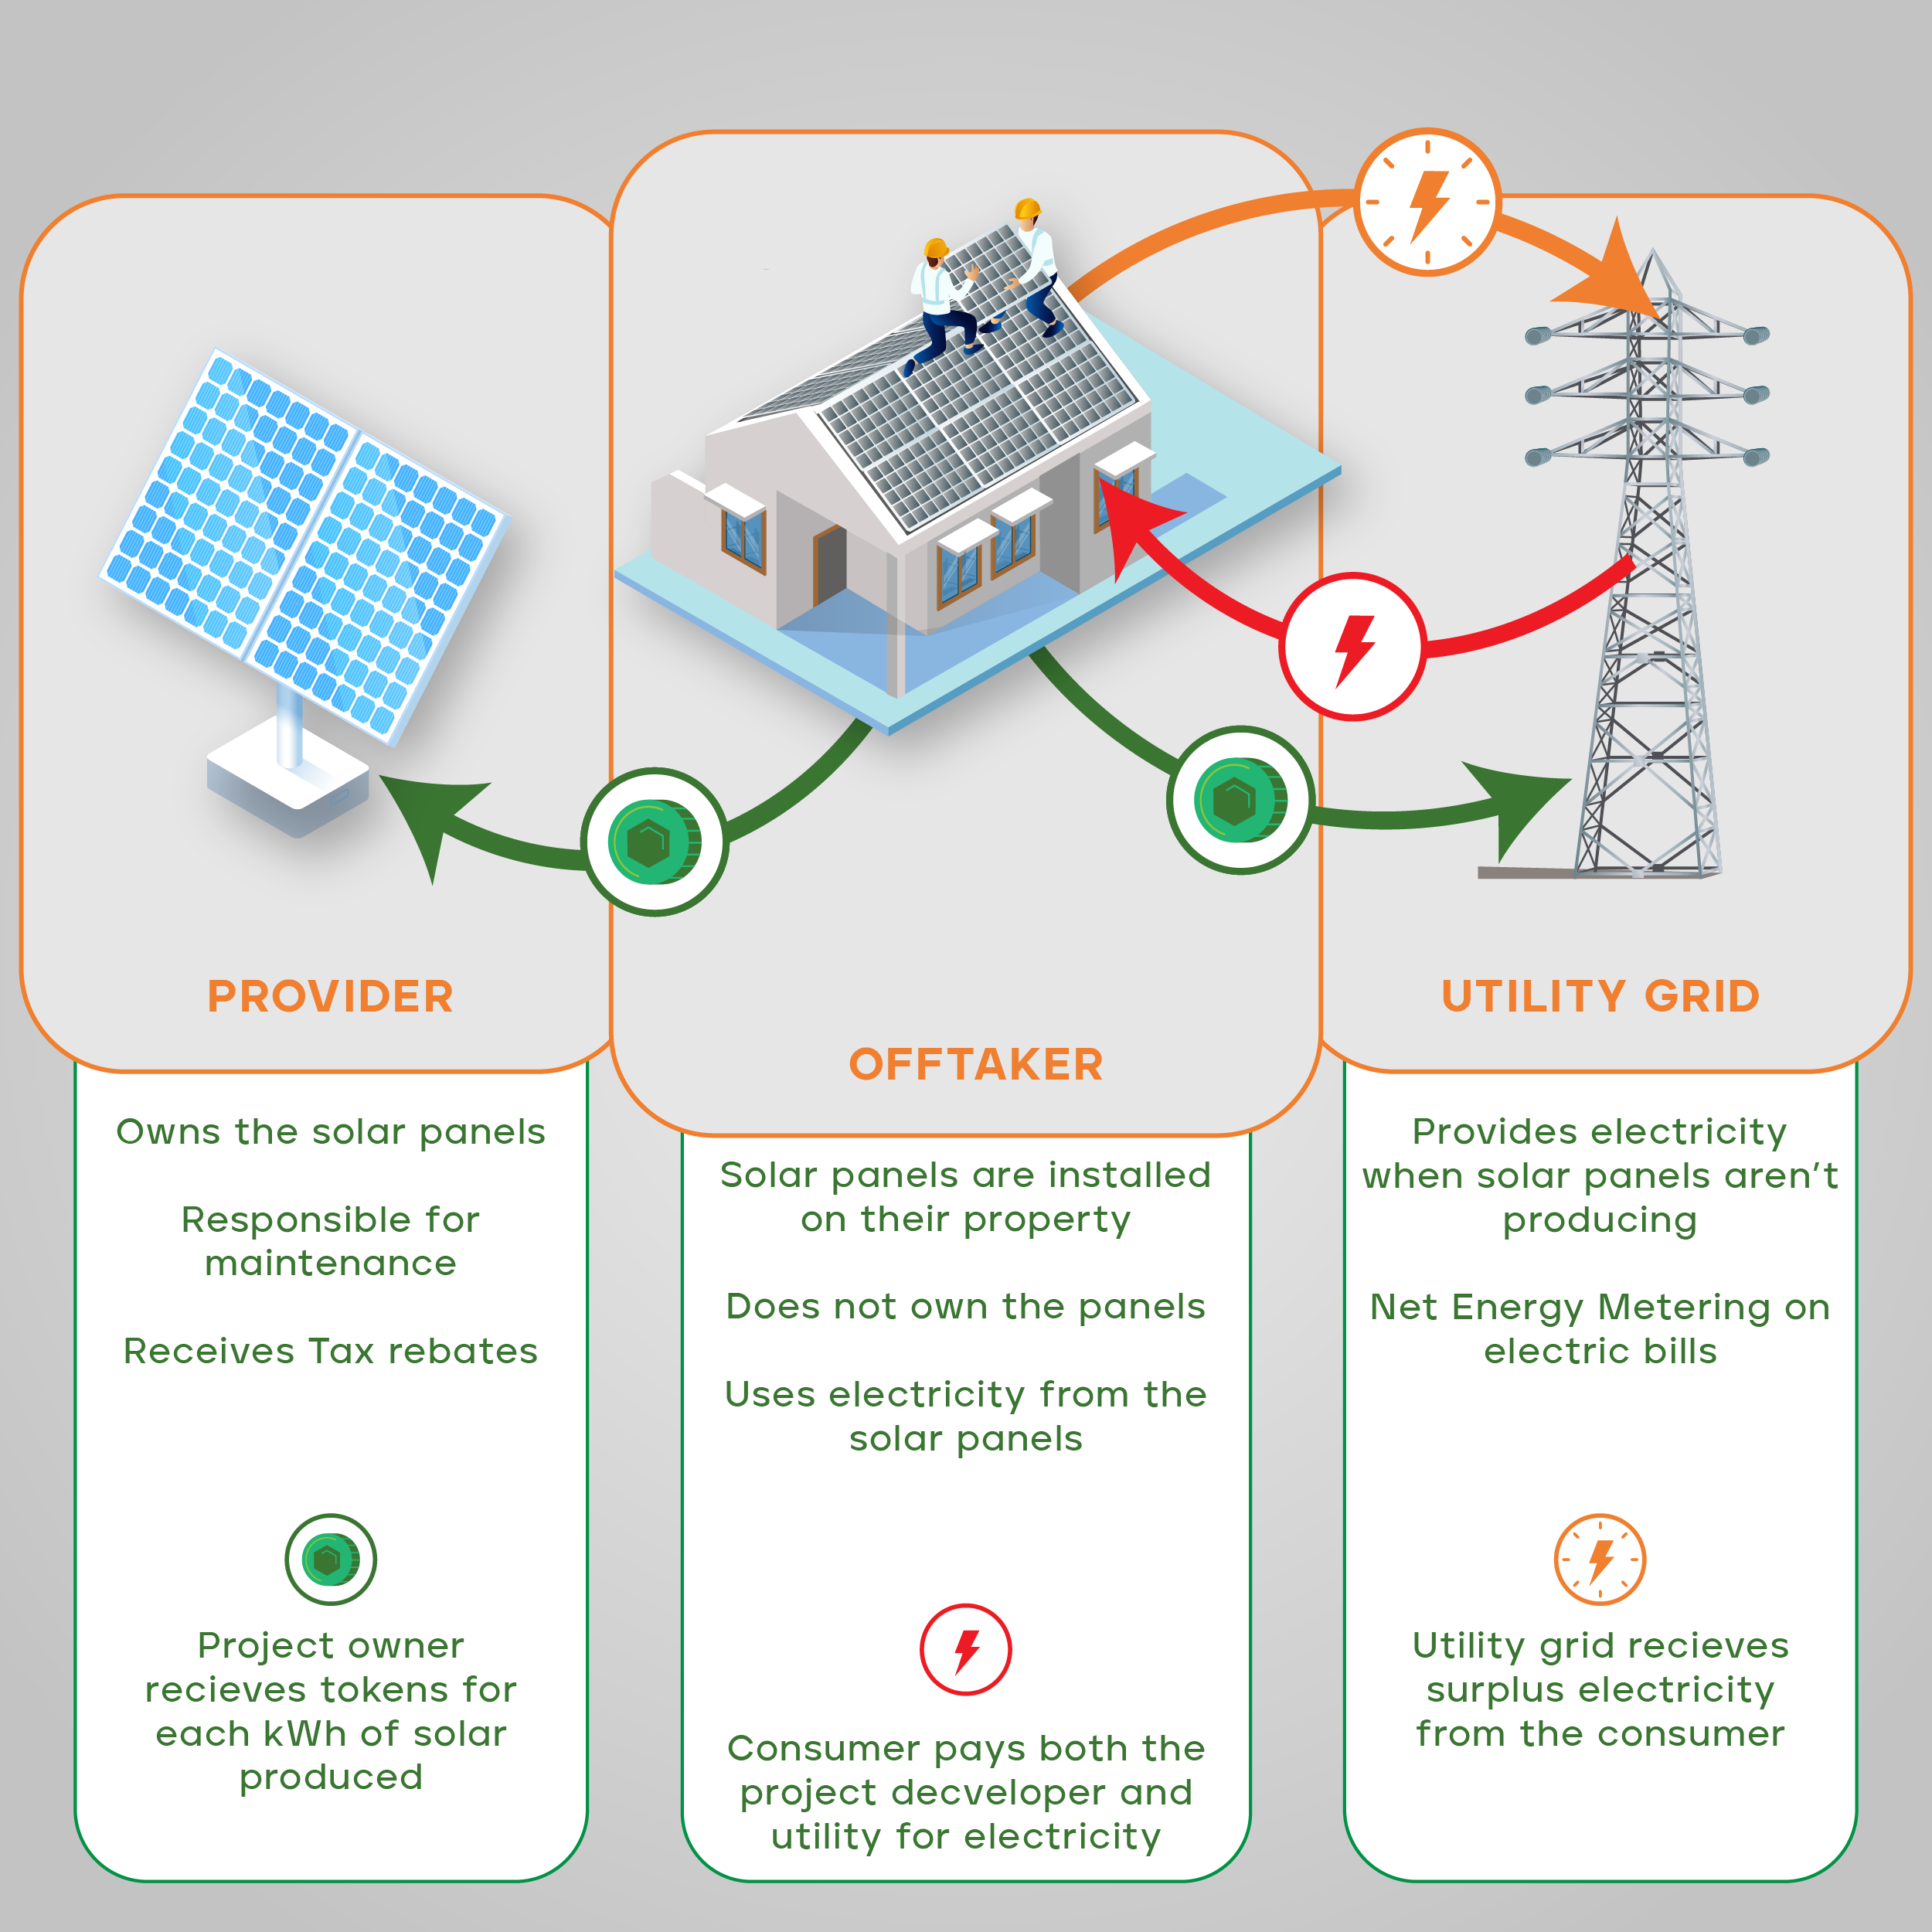 PROVIDER
Owns the solar panels
Responsible for
maintenance
Receives Tax rebates
Project owner
recieves tokens for
each kWh of solar
produced
OFFTAKER
Solar panels are installed
on their property
Does not own the panels
Uses electricity from the
solar panels
Consumer pays both the
project decveloper and
utility for electricity
UTILITY GRID
Provides electricity
when solar panels aren't
producing
Net Energy Metering on
electric bills
Utility grid recieves
surplus electricity
from the consumer